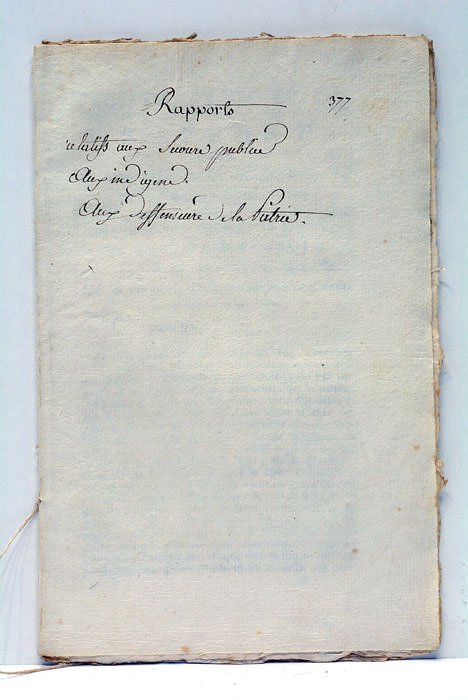 Rapports 377
relatifs aux Secours publics
Aux indigens.
Aux deffenseurs de la Patrie.